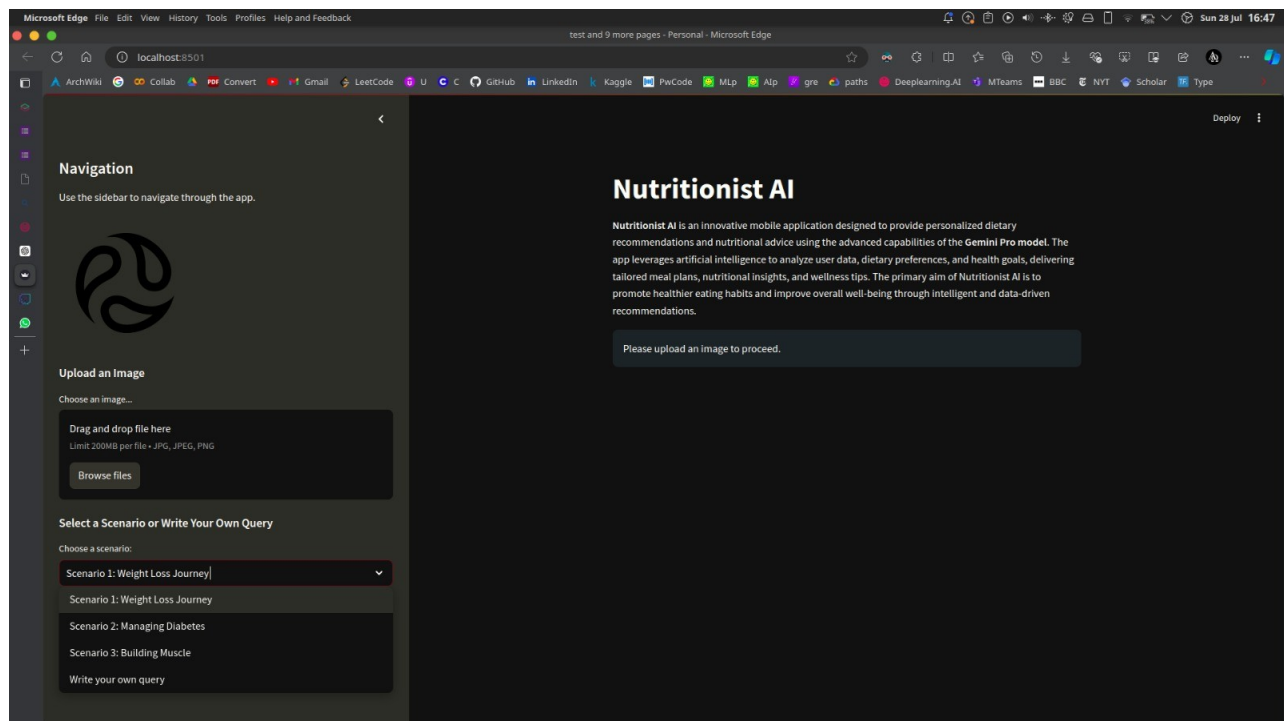 Microsoft Edge File Edit View History Tools Profiles Help and Feedback
Sun 28 Jul 16:47
test and 9 more pages - Personal - Microsoft Edge
localhost:8501
ArchWiki Collab Convert Gmail LeetCode U C GitHub LinkedIn Kaggle PwCode MLp AIp gre paths Deeplearning.AI MTeams BBC NYT Scholar Type
Deploy
Navigation
Use the sidebar to navigate through the app.
Upload an Image
Choose an image...
Drag and drop file here
Limit 200MB per file • JPG, JPEG, PNG
Browse files
Select a Scenario or Write Your Own Query
Choose a scenario:
Scenario 1: Weight Loss Journey
Scenario 1: Weight Loss Journey
Scenario 2: Managing Diabetes
Scenario 3: Building Muscle
Write your own query
Nutritionist AI
Nutritionist AI is an innovative mobile application designed to provide personalized dietary
recommendations and nutritional advice using the advanced capabilities of the Gemini Pro model. The
app leverages artificial intelligence to analyze user data, dietary preferences, and health goals, delivering
tailored meal plans, nutritional insights, and wellness tips. The primary aim of Nutritionist AI is to
promote healthier eating habits and improve overall well-being through intelligent and data-driven
recommendations.
Please upload an image to proceed.